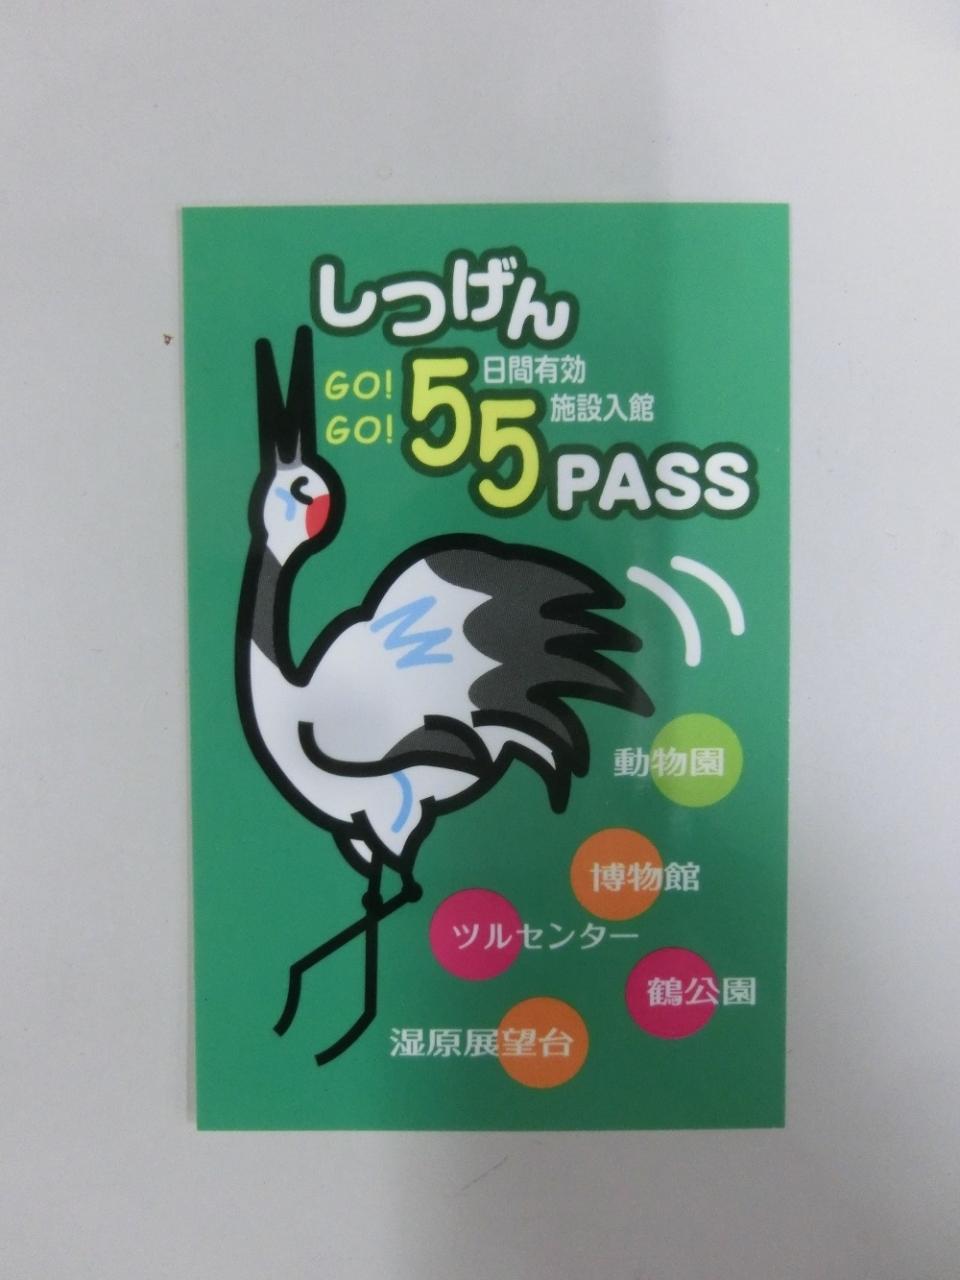 しつげん
GO!
GO!
5日間有効
5施設入館
PASS
動物園
博物館
ツルセンター
鶴公園
湿原展望台